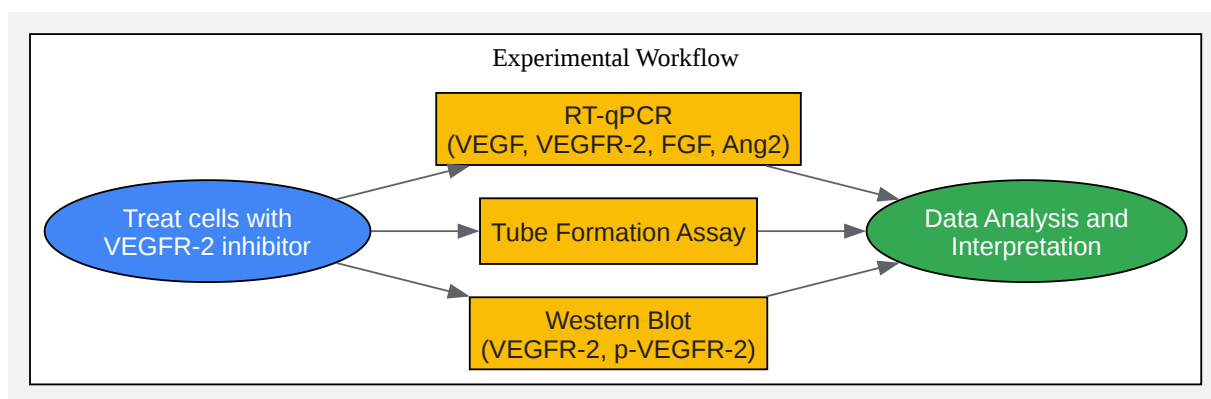 Experimental Workflow
RT-qPCR
(VEGF, VEGFR-2, FGF, Ang2)
Treat cells with
VEGFR-2 inhibitor
Tube Formation Assay
Data Analysis and
Interpretation
Western Blot
(VEGFR-2, p-VEGFR-2)